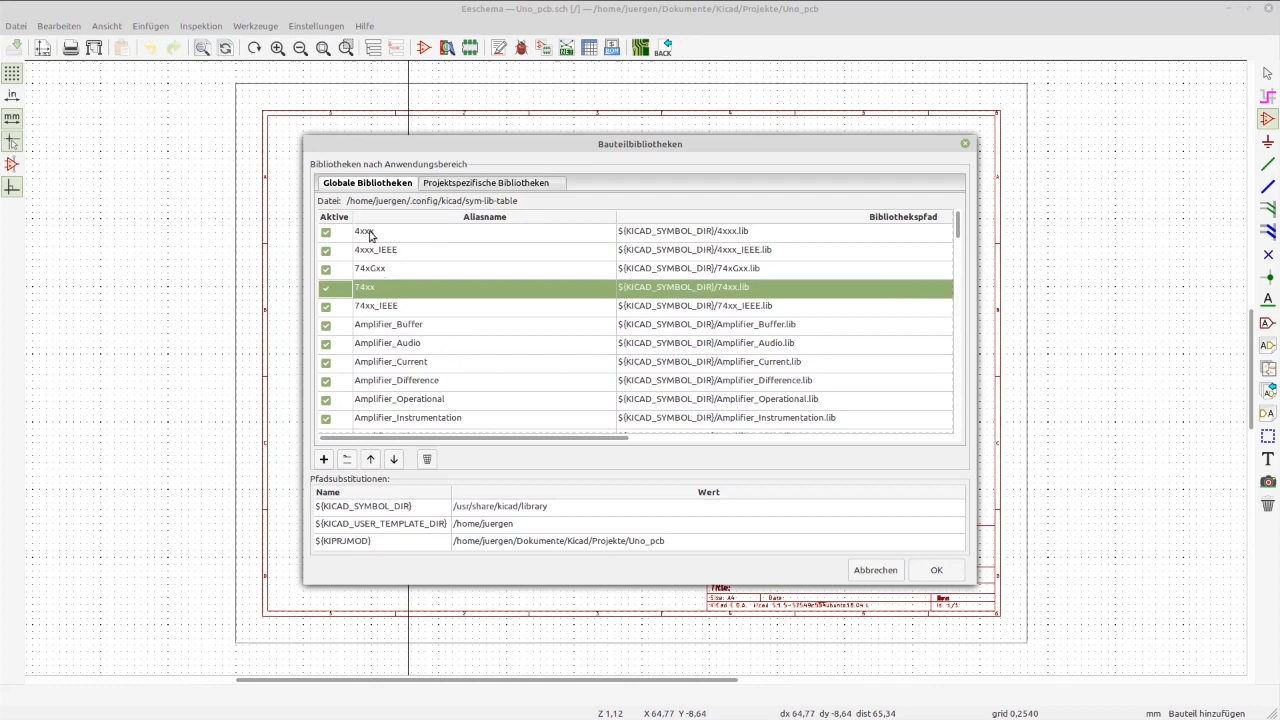 Eeschema — Uno_pcb.sch [/] — /home/juergen/Dokumente/Kicad/Projekte/Uno_pcb
Datei Bearbeiten Ansicht Einfügen Inspektion Werkzeuge Einstellungen Hilfe
BOM BACK
in
mm
Bauteilbibliotheken
Bibliotheken nach Anwendungsbereich
Globale Bibliotheken Projektspezifische Bibliotheken
Datei: /home/juergen/.config/kicad/sym-lib-table
Aktive Aliasname Bibliothekspfad
4xxx ${KICAD_SYMBOL_DIR}/4xxx.lib
4xxx_IEEE ${KICAD_SYMBOL_DIR}/4xxx_IEEE.lib
74xGxx ${KICAD_SYMBOL_DIR}/74xGxx.lib
74xx ${KICAD_SYMBOL_DIR}/74xx.lib
74xx_IEEE ${KICAD_SYMBOL_DIR}/74xx_IEEE.lib
Amplifier_Buffer ${KICAD_SYMBOL_DIR}/Amplifier_Buffer.lib
Amplifier_Audio ${KICAD_SYMBOL_DIR}/Amplifier_Audio.lib
Amplifier_Current ${KICAD_SYMBOL_DIR}/Amplifier_Current.lib
Amplifier_Difference ${KICAD_SYMBOL_DIR}/Amplifier_Difference.lib
Amplifier_Operational ${KICAD_SYMBOL_DIR}/Amplifier_Operational.lib
Amplifier_Instrumentation ${KICAD_SYMBOL_DIR}/Amplifier_Instrumentation.lib
Pfadsubstitutionen:
Name Wert
${KICAD_SYMBOL_DIR} /usr/share/kicad/library
${KICAD_USER_TEMPLATE_DIR} /home/juergen
${KIPRJMOD} /home/juergen/Dokumente/Kicad/Projekte/Uno_pcb
Abbrechen OK
Title:
Size: A4 Date: Rev
KiCad E.D.A. Id: 1/1
Z 1,12 X 64,77 Y -8,64 dx 64,77 dy -8,64 dist 65,34 grid 0,2540 mm Bauteil hinzufügen